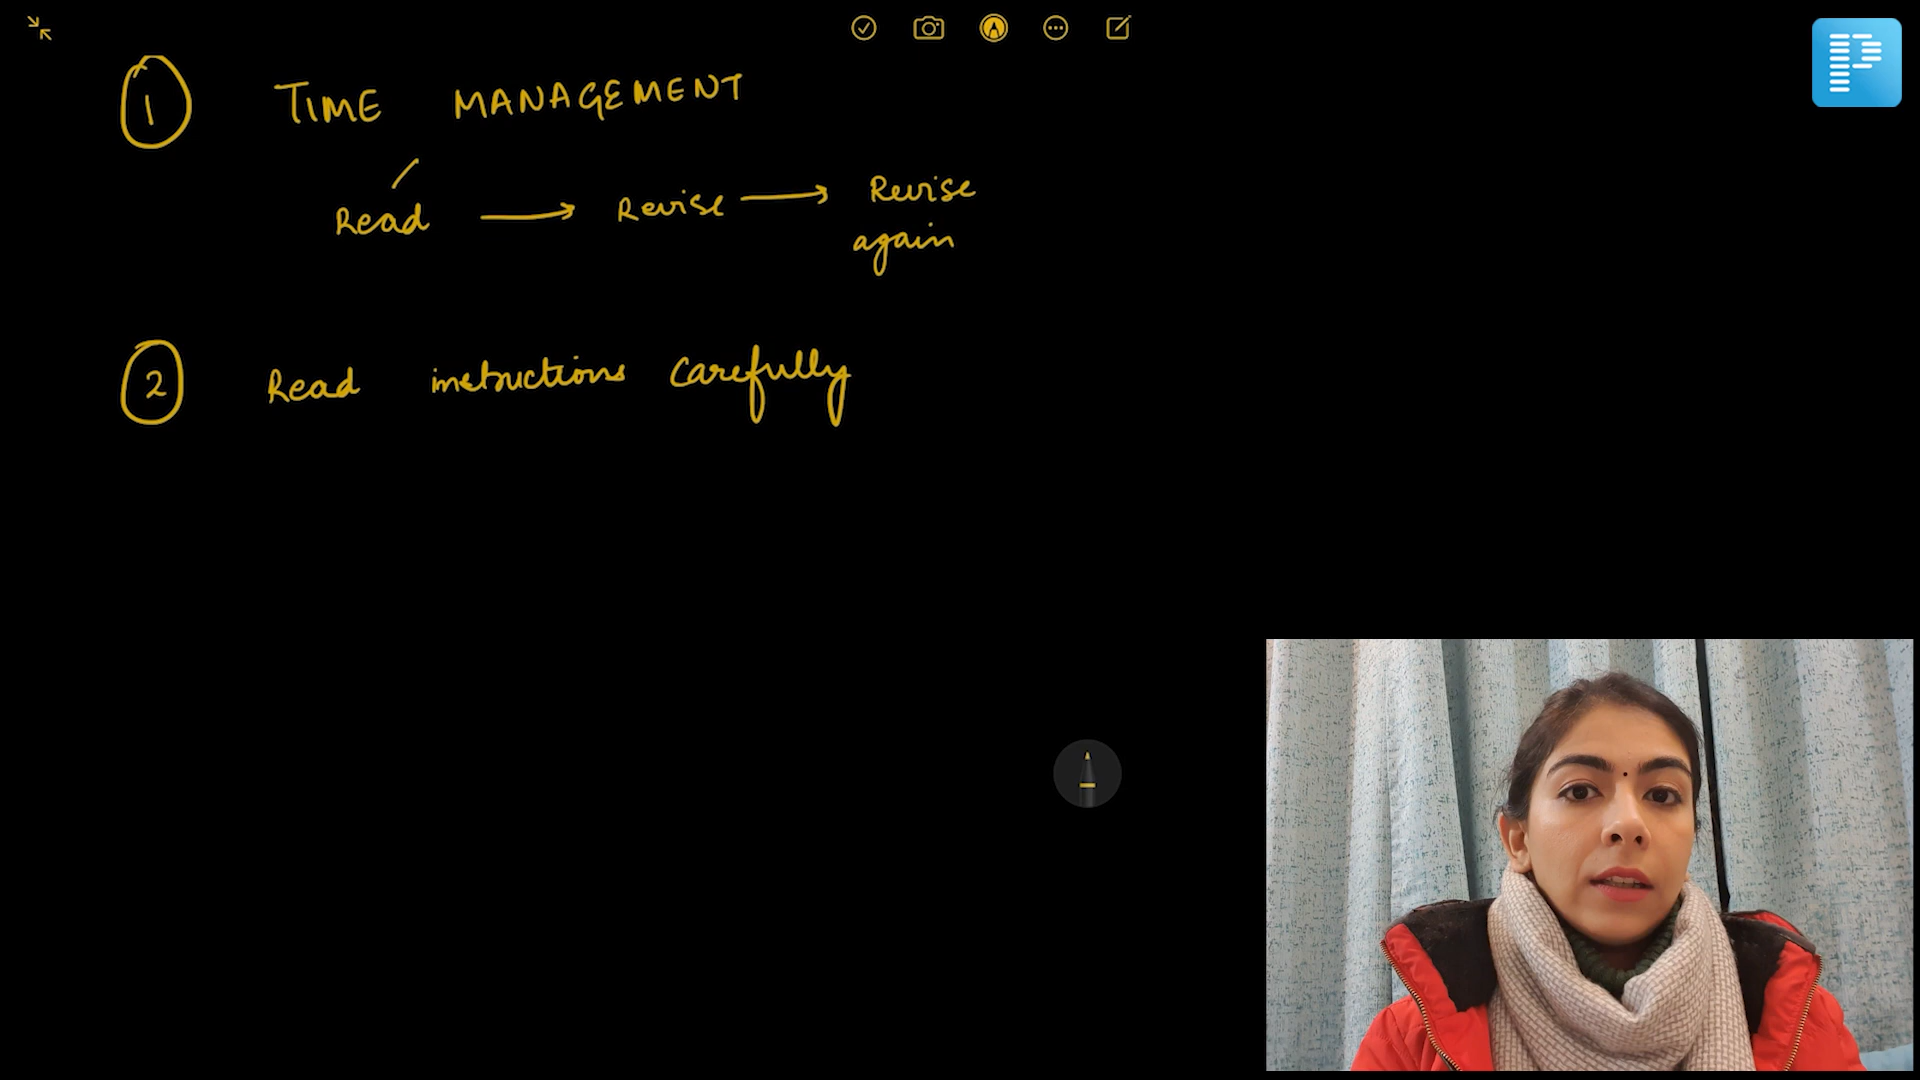 1 TIME MANAGEMENT
Read → Revise → Revise
again
2 Read instructions carefully
P